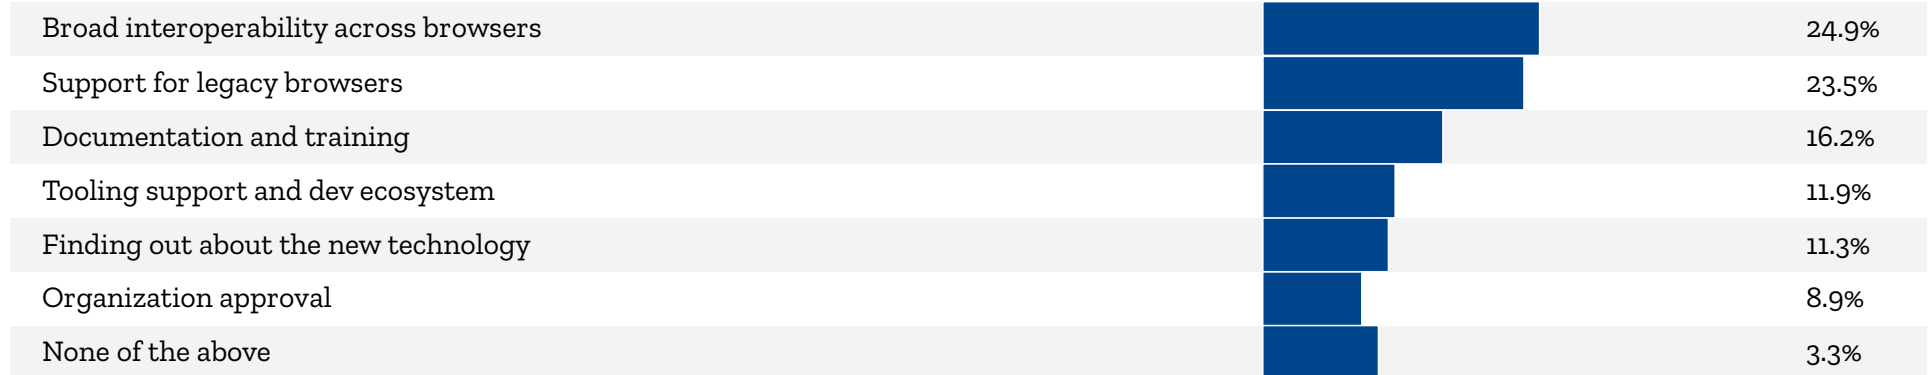 Broad interoperability across browsers 24.9%
Support for legacy browsers 23.5%
Documentation and training 16.2%
Tooling support and dev ecosystem 11.9%
Finding out about the new technology 11.3%
Organization approval 8.9%
None of the above 3.3%